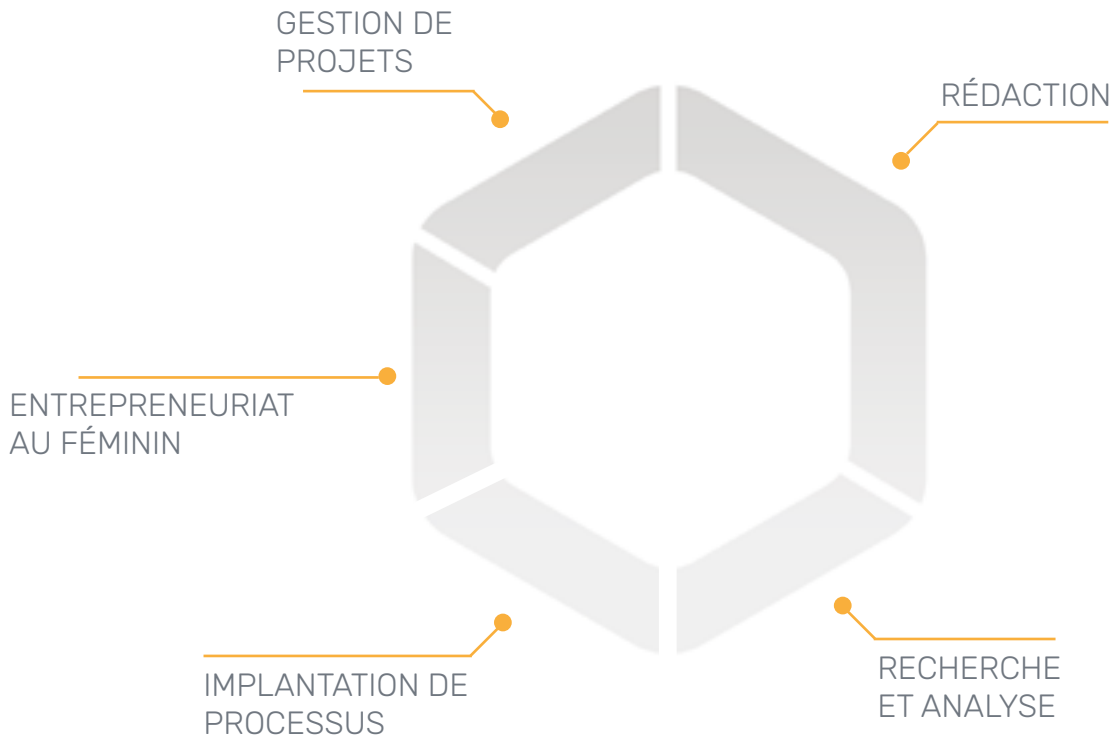 GESTION DE
PROJETS
RÉDACTION
ENTREPRENEURIAT
AU FÉMININ
IMPLANTATION DE
PROCESSUS
RECHERCHE
ET ANALYSE